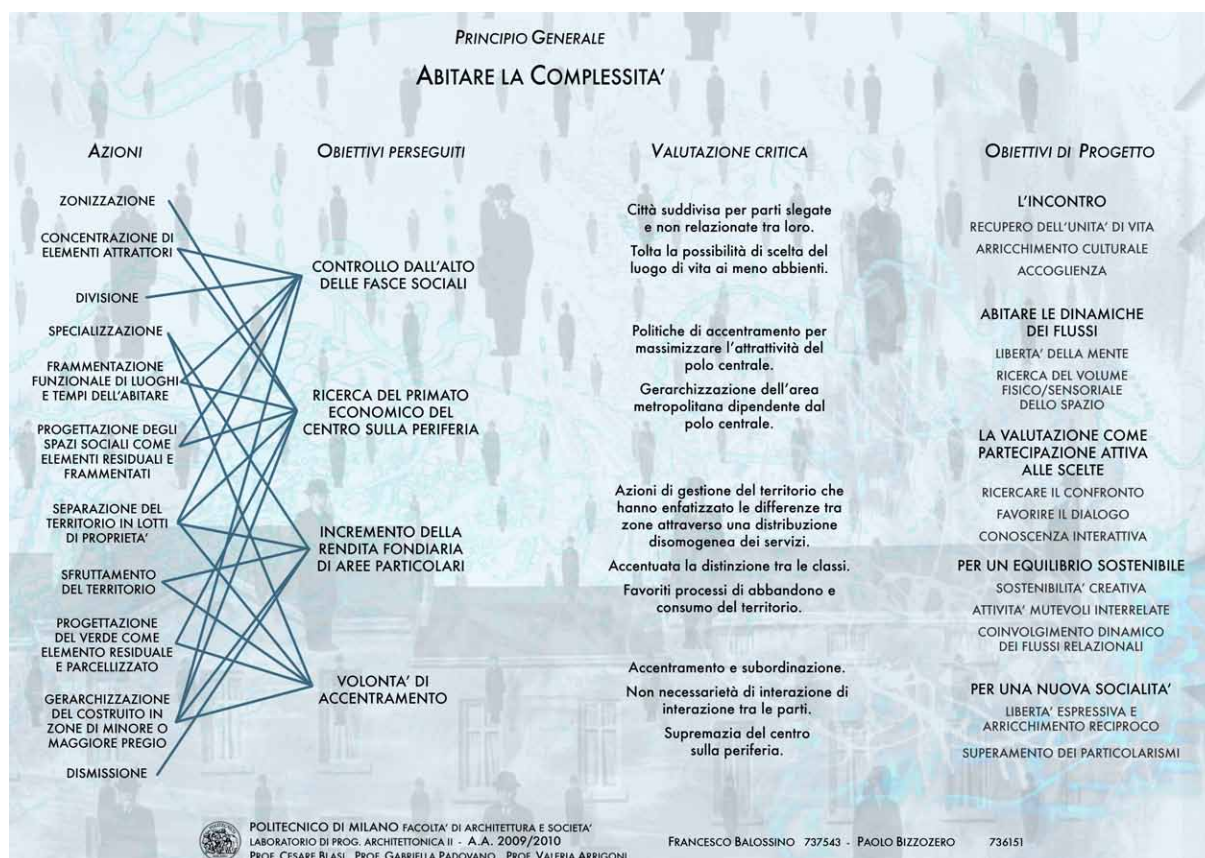 PRINCIPIO GENERALE
ABITARE LA COMPLESSITA'
AZIONI
ZONIZZAZIONE
CONCENTRAZIONE DI
ELEMENTI ATTRATTORI
DIVISIONE
SPECIALIZZAZIONE
FRAMMENTAZIONE
FUNZIONALE DI LUOGHI
E TEMPI DELL'ABITARE
PROGETTAZIONE DEGLI
SPAZI SOCIALI COME
ELEMENTI RESIDUALI E
FRAMMENTATI
SEPARAZIONE DEL
TERRITORIO IN LOTTI
DI PROPRIETA'
SFRUTTAMENTO
DEL TERRITORIO
PROGETTAZIONE
DEL VERDE COME
ELEMENTO RESIDUALE
E PARCELLIZZATO
GERARCHIZZAZIONE
DEL COSTRUITO IN
ZONE DI MINORE O
MAGGIORE PREGIO
DISMISSIONE
OBIETTIVI PERSEGUITI
CONTROLLO DALL'ALTO
DELLE FASCE SOCIALI
RICERCA DEL PRIMATO
ECONOMICO DEL
CENTRO SULLA PERIFERIA
INCREMENTO DELLA
RENDITA FONDIARIA
DI AREE PARTICOLARI
VOLONTA' DI
ACCENTRAMENTO
VALUTAZIONE CRITICA
Città suddivisa per parti slegate
e non relazionate tra loro.
Tolta la possibilità di scelta del
luogo di vita ai meno abbienti.
Politiche di accentramento per
massimizzare l'attrattività del
polo centrale.
Gerarchizzazione dell'area
metropolitana dipendente dal
polo centrale.
Azioni di gestione del territorio che
hanno enfatizzato le differenze tra
zone attraverso una distribuzione
disomogenea dei servizi.
Accentuata la distinzione tra le classi.
Favoriti processi di abbandono e
consumo del territorio.
Accentramento e subordinazione.
Non necessarietà di interazione di
interazione tra le parti.
Supremazia del centro
sulla periferia.
OBIETTIVI DI PROGETTO
L'INCONTRO
RECUPERO DELL'UNITA' DI VITA
ARRICCHIMENTO CULTURALE
ACCOGLIENZA
ABITARE LE DINAMICHE
DEI FLUSSI
LIBERTA' DELLA MENTE
RICERCA DEL VOLUME
FISICO/SENSORIALE
DELLO SPAZIO
LA VALUTAZIONE COME
PARTECIPAZIONE ATTIVA
ALLE SCELTE
RICERCARE IL CONFRONTO
FAVORIRE IL DIALOGO
CONOSCENZA INTERATTIVA
PER UN EQUILIBRIO SOSTENIBILE
SOSTENIBILITA' CREATIVA
ATTIVITA' MUTEVOLI INTERRELATE
COINVOLGIMENTO DINAMICO
DEI FLUSSI RELAZIONALI
PER UNA NUOVA SOCIALITA'
LIBERTA' ESPRESSIVA E
ARRICCHIMENTO RECIPROCO
SUPERAMENTO DEI PARTICOLARISMI
POLITECNICO DI MILANO FACOLTA' DI ARCHITETTURA E SOCIETA'
LABORATORIO DI PROG. ARCHITETTONICA II - A.A. 2009/2010
PROF. CESARE BLASI PROF. GABRIELLA PADOVANO PROF. VALERIA ARRIGONI
FRANCESCO BALOSSINO 737543 - PAOLO BIZZOZERO 736151